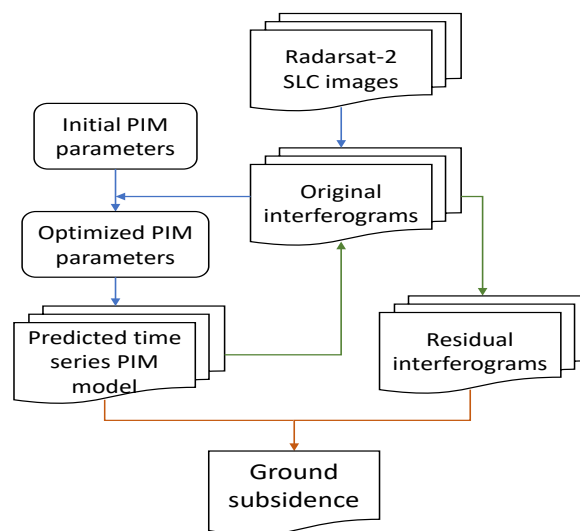 Radarsat-2
SLC images
Initial PIM
parameters
Original
interferograms
Optimized PIM
parameters
Predicted time
series PIM
model
Residual
interferograms
Ground
subsidence